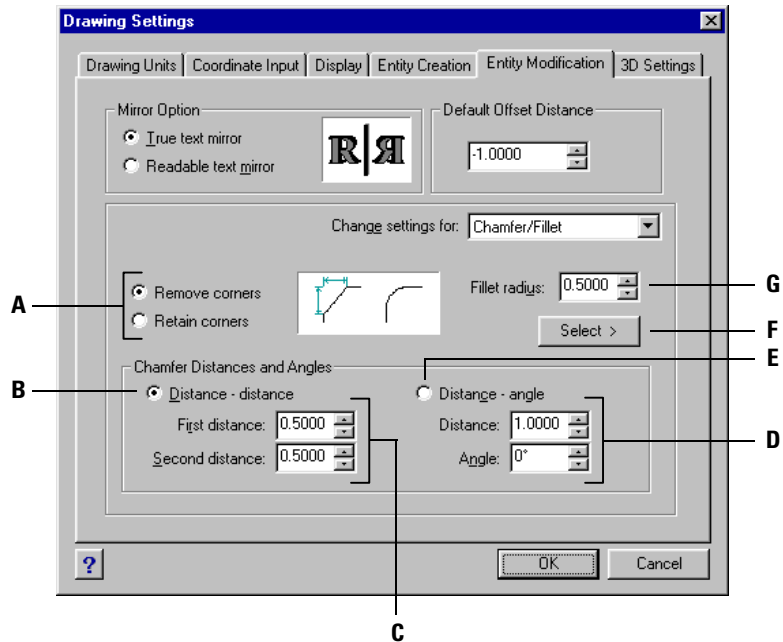 Drawing Settings
Drawing Units Coordinate Input Display Entity Creation Entity Modification 3D Settings
Mirror Option
True text mirror
Readable text mirror
R R
Default Offset Distance
-1.0000
Change settings for: Chamfer/Fillet
A
Remove corners
Retain corners
Fillet radius: 0.5000
G
Select >
F
E
Chamfer Distances and Angles
B
Distance - distance
First distance: 0.5000
Second distance: 0.5000
Distance - angle
Distance: 1.0000
Angle: 0°
D
? OK Cancel
C